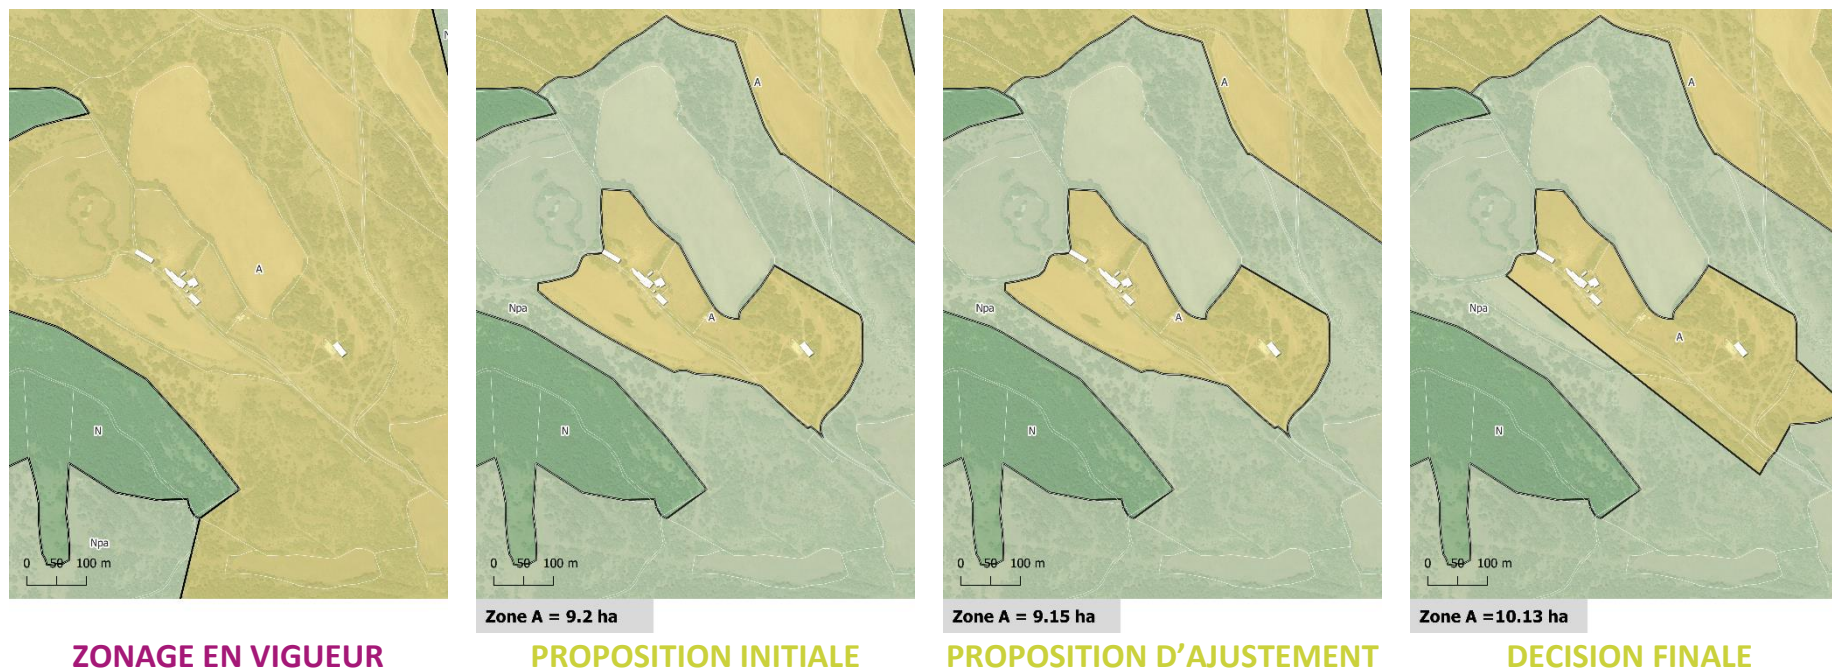 N
A
N
Npa
0 50 100 m
ZONAGE EN VIGUEUR
A
Npa
A
N
0 50 100 m
Zone A = 9.2 ha
PROPOSITION INITIALE
A
Npa
A
N
0 50 100 m
Zone A = 9.15 ha
PROPOSITION D'AJUSTEMENT
A
Npa
A
N
0 50 100 m
Zone A =10.13 ha
DECISION FINALE